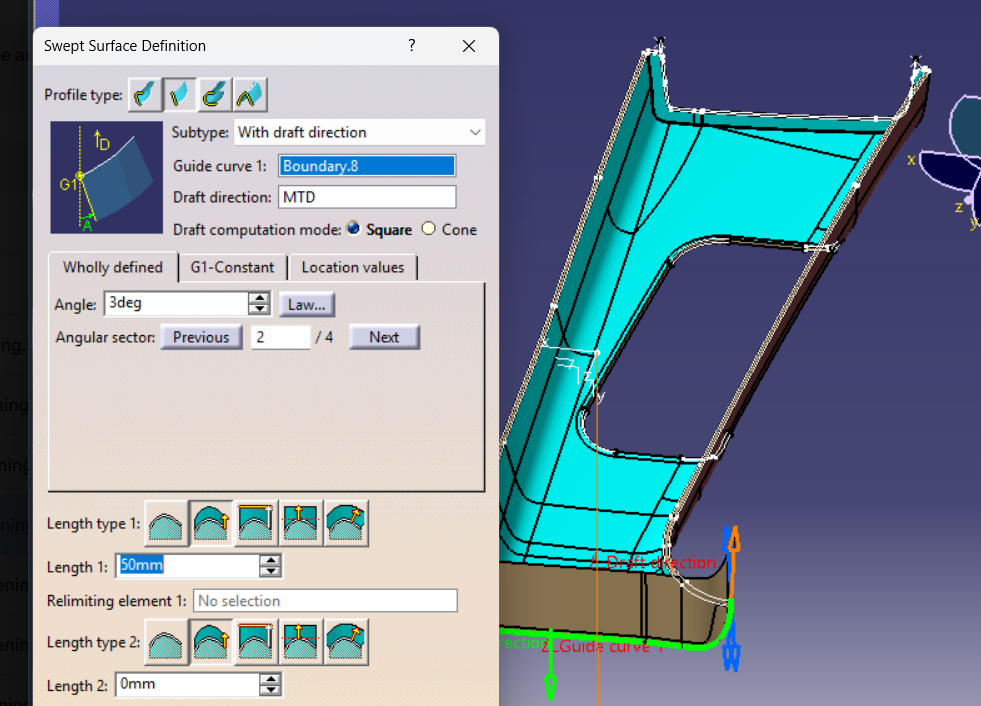 Swept Surface Definition ?
Profile type:
Subtype: With draft direction
Guide curve 1: Boundary.8
Draft direction: MTD
Draft computation mode: Square Cone
D
G1
A
Wholly defined G1-Constant Location values
Angle: 3deg Law...
Angular sector: Previous 2 / 4 Next
Length type 1:
Length 1: 50mm
Relimiting element 1: No selection
Length type 2:
Length 2: 0mm
x
z
y
y
Draft direction
Guide curve 1